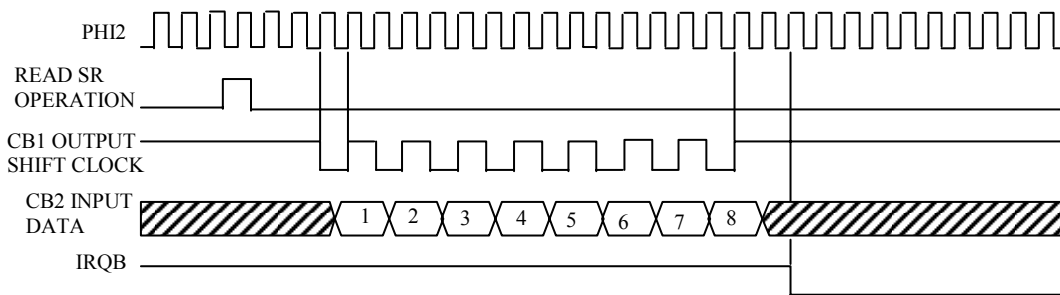 PHI2
READ SR
OPERATION
CB1 OUTPUT
SHIFT CLOCK
CB2 INPUT
DATA
1 2 3 4 5 6 7 8
IRQB